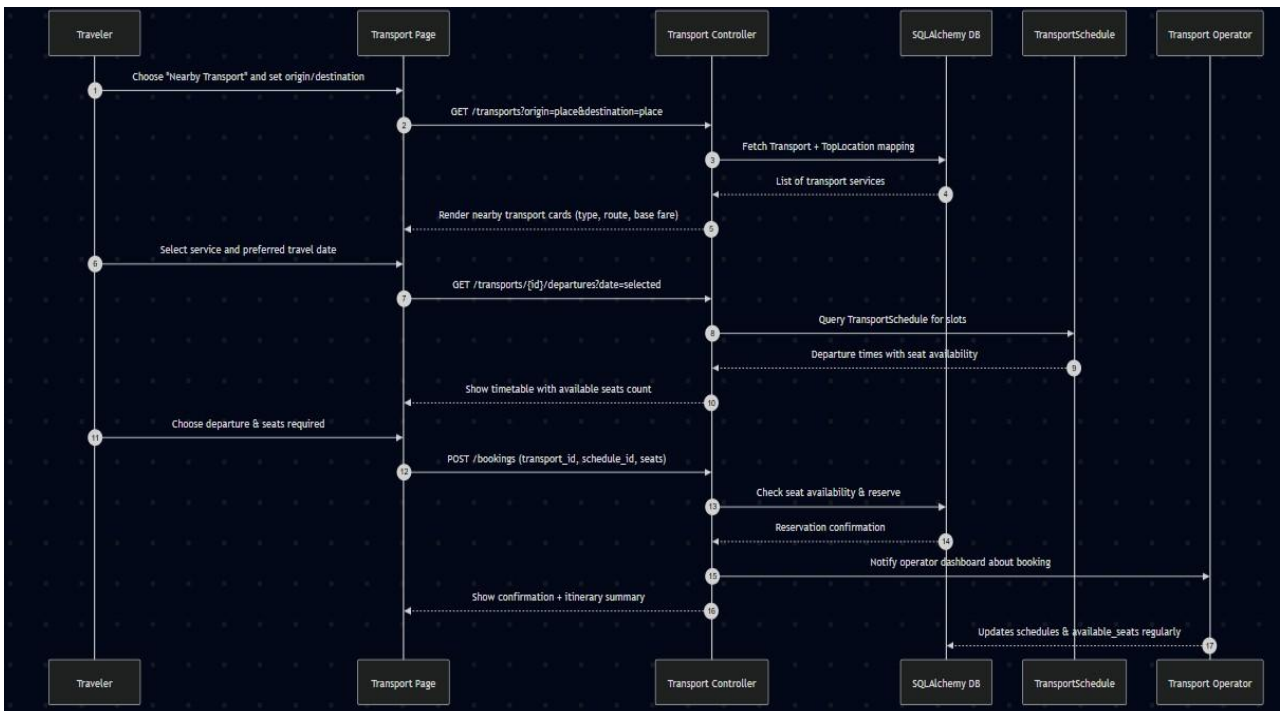 Traveler
Transport Page
Transport Controller
SQLAlchemy DB
TransportSchedule
Transport Operator
Choose "Nearby Transport" and set origin/destination
1
GET /transports?origin=place&destination=place
2
Fetch Transport + TopLocation mapping
3
List of transport services
4
Render nearby transport cards (type, route, base fare)
5
Select service and preferred travel date
6
GET /transports/{id}/departures?date=selected
7
Query TransportSchedule for slots
8
Departure times with seat availability
9
Show timetable with available seats count
10
Choose departure & seats required
11
POST /bookings (transport_id, schedule_id, seats)
12
Check seat availability & reserve
13
Reservation confirmation
14
Notify operator dashboard about booking
15
Show confirmation + itinerary summary
16
Updates schedules & available_seats regularly
17
Traveler
Transport Page
Transport Controller
SQLAlchemy DB
TransportSchedule
Transport Operator